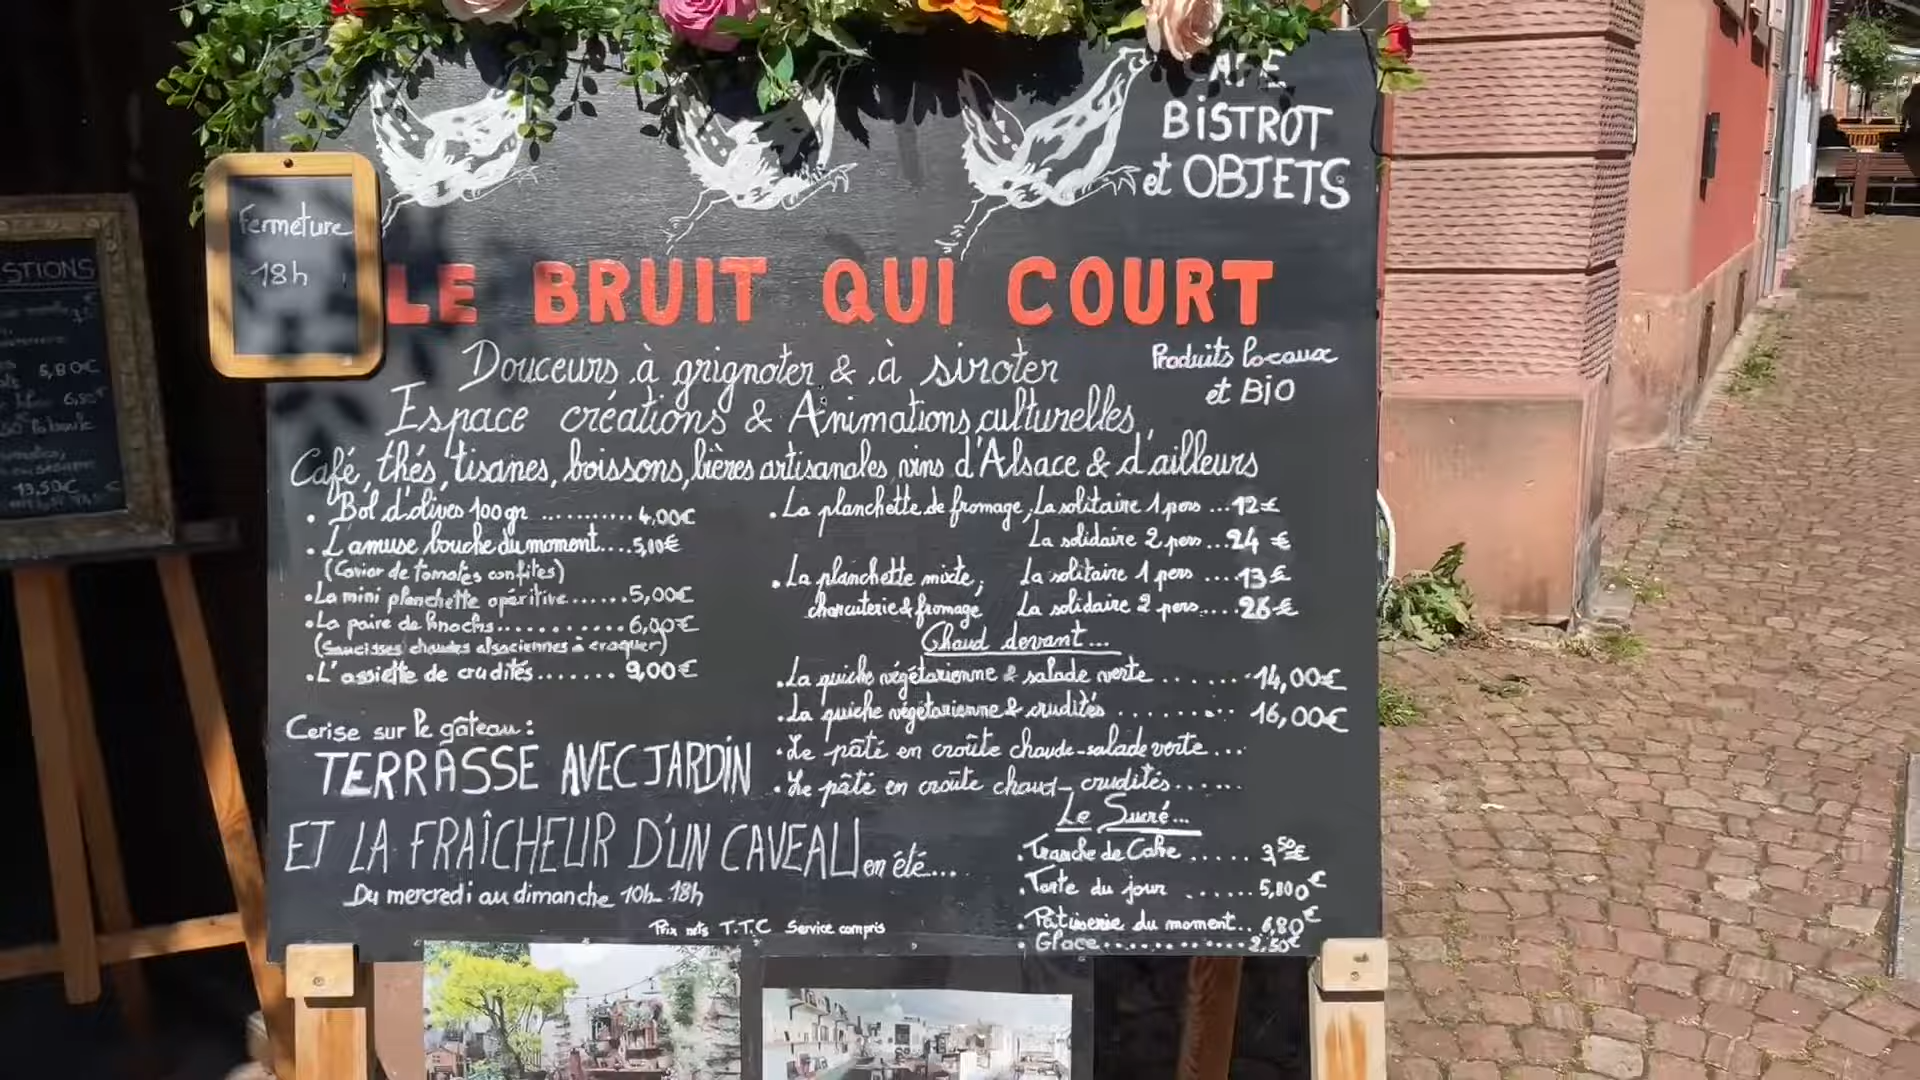 CAFE
BISTROT
et OBJETS
Fermeture
18h
LE BRUIT QUI COURT
Douceurs à grignoter & à siroter
Produits locaux
et BiO
Espace créations & Animations culturelles,
Café, thés, tisanes, boissons, bières artisanales, vins d'Alsace & d'ailleurs
. Bol d'olives 100gr .......... 4,00€
. L'amuse bouche du moment....5,00€
(Caviar de tomates confites)
. La mini planchette apéritive.......5,00€
. La paire de knacks............6,00€
(Saucisses chaudes alsaciennes à croquer)
. L'assiette de crudités....... 9,00€
. La planchette de fromage, La solitaire 1 pers ...12€
La solidaire 2 pers...24 €
. La planchette mixte, La solitaire 1 pers ....13€
charcuterie & fromage La solidaire 2 pers.....26€
Chaud devant...
. La quiche végétarienne & salade verte ....... 14,00€
. La quiche végétarienne & crudités ......... 16,00€
. Le pâté en croûte chaude-salade verte...
. Le pâté en croûte chaud- crudités......
Cerise sur le gâteau :
TERRASSE AVEC JARDIN
ET LA FRAÎCHEUR D'UN CAVEAU en été....
Du mercredi au dimanche 10h-18h
Prix nets T.T.C Service compris
Le Sucré...
. Tranche de Cake ..... 3,50€
. Tarte du jour ...... 5,800€
. Pâtisserie du moment.. 6,80€
. Glace............. 2,50€
STIONS
5,80€
13,50€